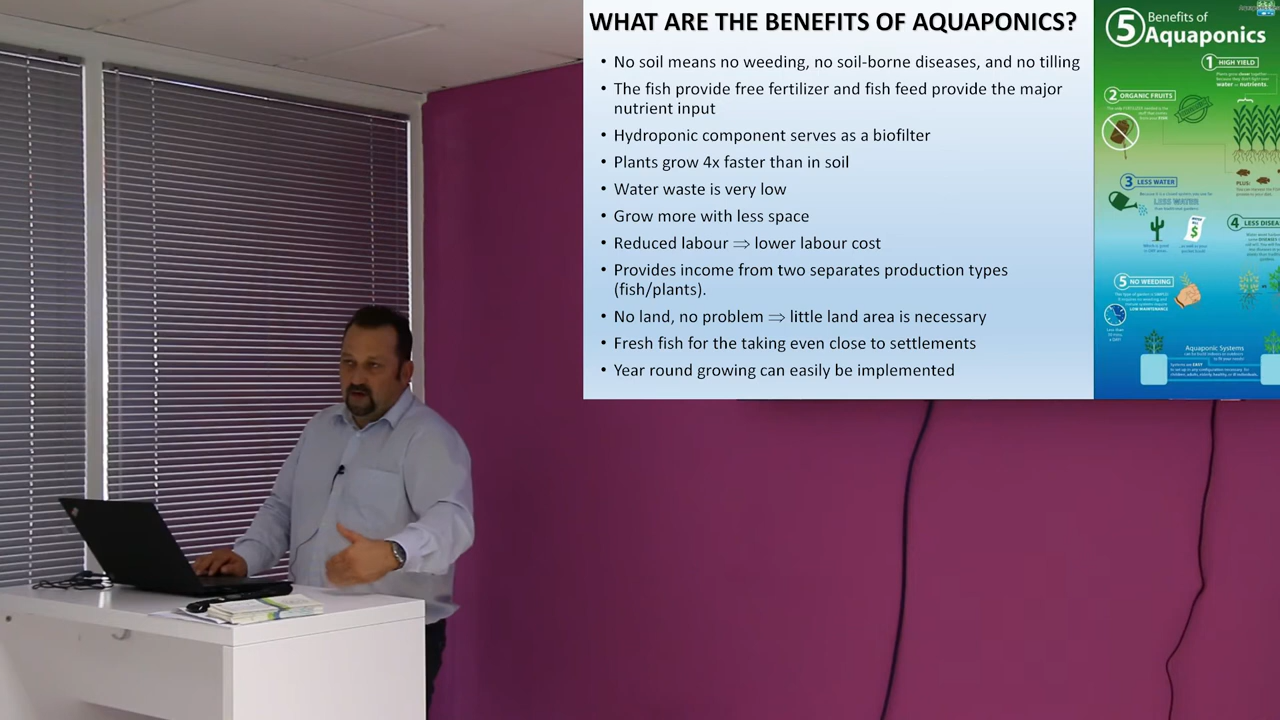 WHAT ARE THE BENEFITS OF AQUAPONICS?
• No soil means no weeding, no soil-borne diseases, and no tilling
• The fish provide free fertilizer and fish feed provide the major
nutrient input
• Hydroponic component serves as a biofilter
• Plants grow 4x faster than in soil
• Water waste is very low
• Grow more with less space
• Reduced labour ⇒ lower labour cost
• Provides income from two separates production types
(fish/plants).
• No land, no problem ⇒ little land area is necessary
• Fresh fish for the taking even close to settlements
• Year round growing can easily be implemented
5 Benefits of
Aquaponics
1 HIGH YIELD
water or nutrients.
2 ORGANIC FRUITS
PLUS:
3 LESS WATER
LESS WATER
$
4 LESS DISEA
5 NO WEEDING
LOW MAINTENANCE
Aquaponic Systems